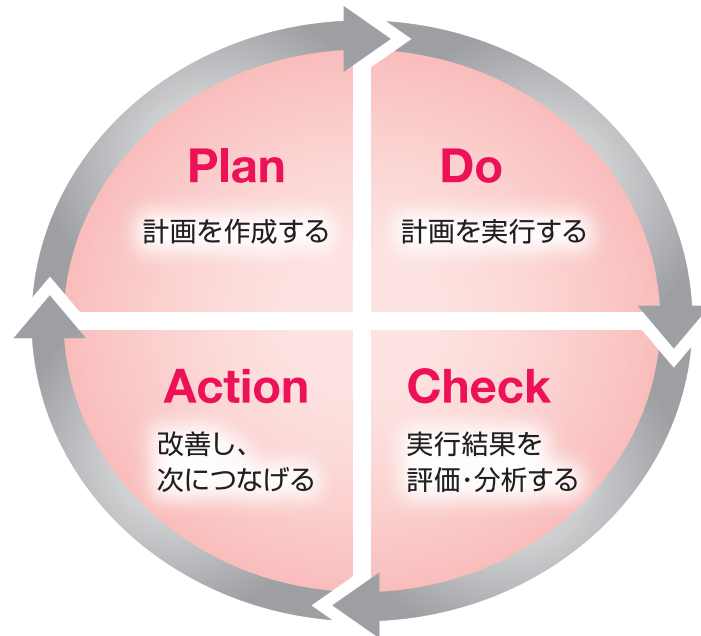 Plan
計画を作成する
Do
計画を実行する
Action
改善し、
次につなげる
Check
実行結果を
評価・分析する